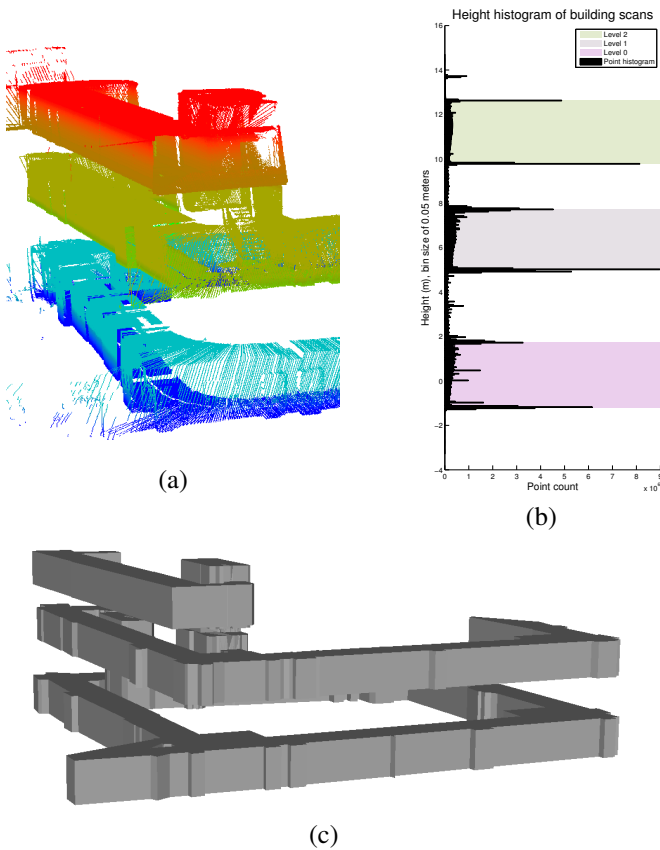 Height histogram of building scans
16
14
12
10
8
6
4
2
0
−2
−4
Height (m), bin size of 0.05 meters
Level 2
Level 1
Level 0
Point histogram
0 1 2 3 4 5 6 7 8 9
Point count
(a)
(b)
(c)